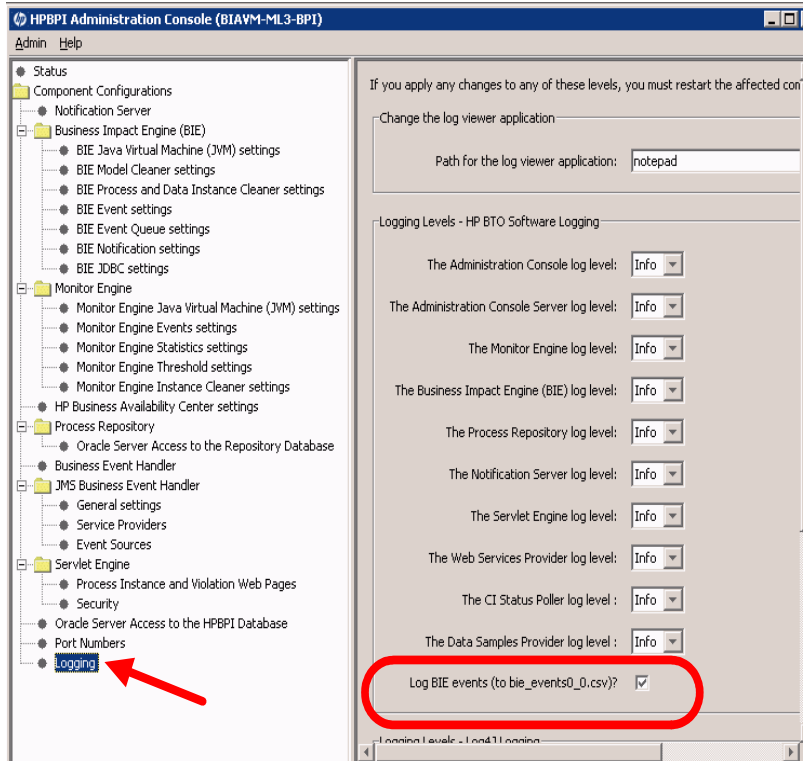 HPBPI Administration Console (BIAVM-ML3-BPI)
Admin Help
Status
Component Configurations
Notification Server
Business Impact Engine (BIE)
BIE Java Virtual Machine (JVM) settings
BIE Model Cleaner settings
BIE Process and Data Instance Cleaner settings
BIE Event settings
BIE Event Queue settings
BIE Notification settings
BIE JDBC settings
Monitor Engine
Monitor Engine Java Virtual Machine (JVM) settings
Monitor Engine Events settings
Monitor Engine Statistics settings
Monitor Engine Threshold settings
Monitor Engine Instance Cleaner settings
HP Business Availability Center settings
Process Repository
Oracle Server Access to the Repository Database
Business Event Handler
JMS Business Event Handler
General settings
Service Providers
Event Sources
Servlet Engine
Process Instance and Violation Web Pages
Security
Oracle Server Access to the HPBPI Database
Port Numbers
Logging
If you apply any changes to any of these levels, you must restart the affected con
Change the log viewer application
Path for the log viewer application: notepad
Logging Levels - HP BTO Software Logging
The Administration Console log level: Info
The Administration Console Server log level: Info
The Monitor Engine log level: Info
The Business Impact Engine (BIE) log level: Info
The Process Repository log level: Info
The Notification Server log level: Info
The Servlet Engine log level: Info
The Web Services Provider log level: Info
The CI Status Poller log level : Info
The Data Samples Provider log level : Info
Log BIE events (to bie_events0_0.csv)?
Logging Levels - Log4J Logging